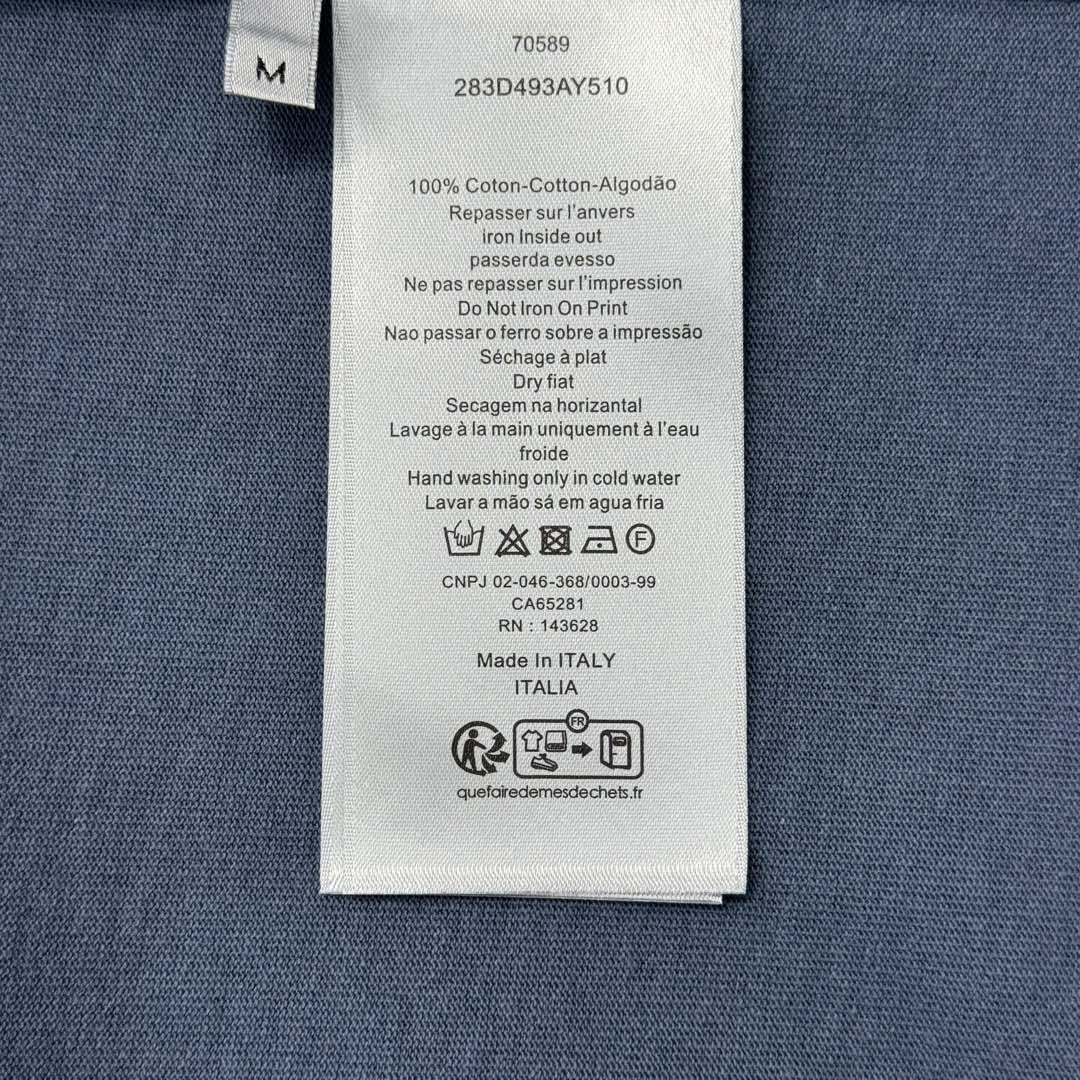 M
70589
283D493AY510
100% Coton-Cotton-Algodão
Repasser sur l'anvers
iron Inside out
passerda evesso
Ne pas repasser sur l'impression
Do Not Iron On Print
Nao passar o ferro sobre a impressão
Séchage à plat
Dry fiat
Secagem na horizantal
Lavage à la main uniquement à l'eau
froide
Hand washing only in cold water
Lavar a mão sá em agua fria
F
CNPJ 02-046-368/0003-99
CA65281
RN : 143628
Made In ITALY
ITALIA
FR
quefairedemesdechets.fr